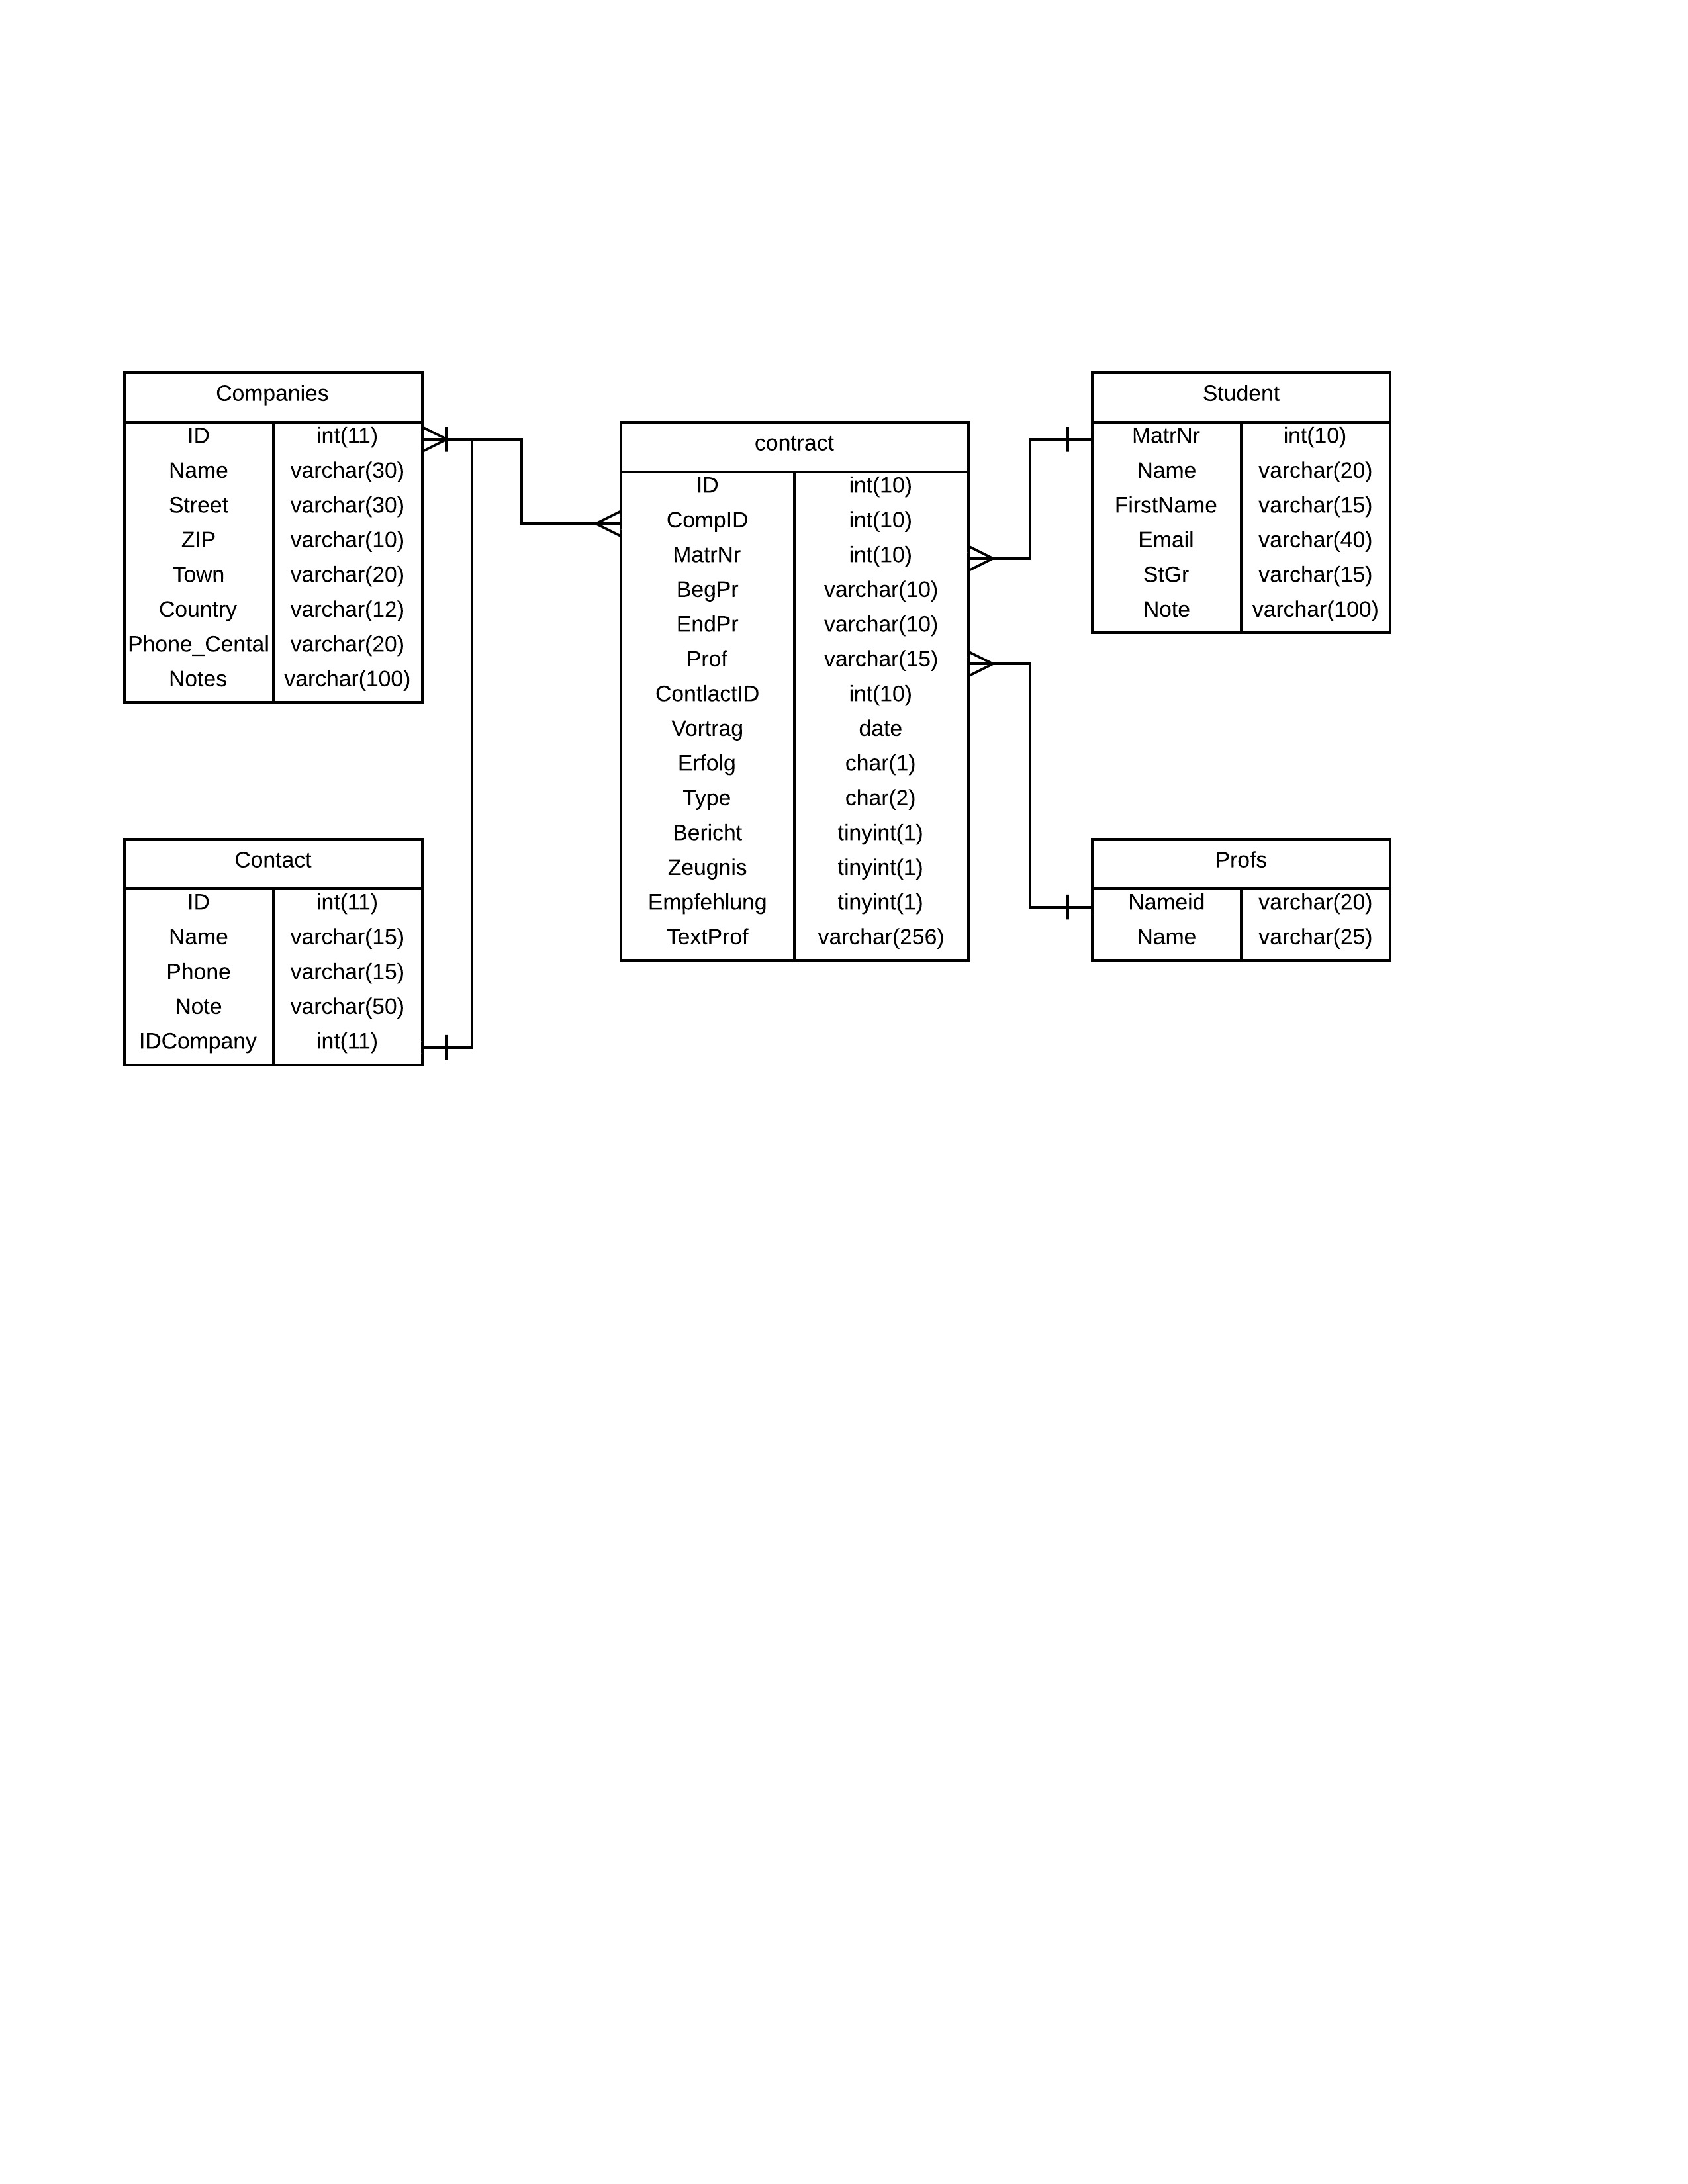 Companies
ID int(11)
Name varchar(30)
Street varchar(30)
ZIP varchar(10)
Town varchar(20)
Country varchar(12)
Phone_Cental varchar(20)
Notes varchar(100)
Contact
ID int(11)
Name varchar(15)
Phone varchar(15)
Note varchar(50)
IDCompany int(11)
contract
ID int(10)
CompID int(10)
MatrNr int(10)
BegPr varchar(10)
EndPr varchar(10)
Prof varchar(15)
ContlactID int(10)
Vortrag date
Erfolg char(1)
Type char(2)
Bericht tinyint(1)
Zeugnis tinyint(1)
Empfehlung tinyint(1)
TextProf varchar(256)
Student
MatrNr int(10)
Name varchar(20)
FirstName varchar(15)
Email varchar(40)
StGr varchar(15)
Note varchar(100)
Profs
Nameid varchar(20)
Name varchar(25)